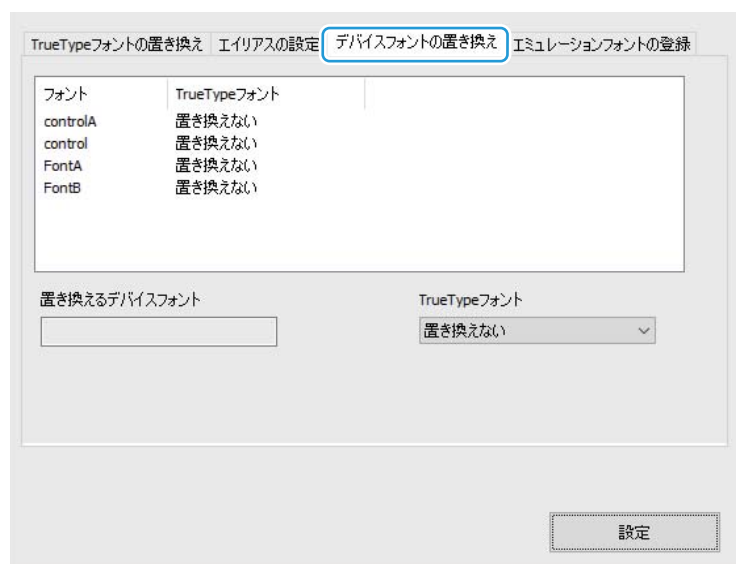 TrueTypeフォントの置き換え エイリアスの設定 デバイスフォントの置き換え エミュレーションフォントの登録
フォント TrueTypeフォント
controlA 置き換えない
control 置き換えない
FontA 置き換えない
FontB 置き換えない
置き換えるデバイスフォント TrueTypeフォント
置き換えない
設定